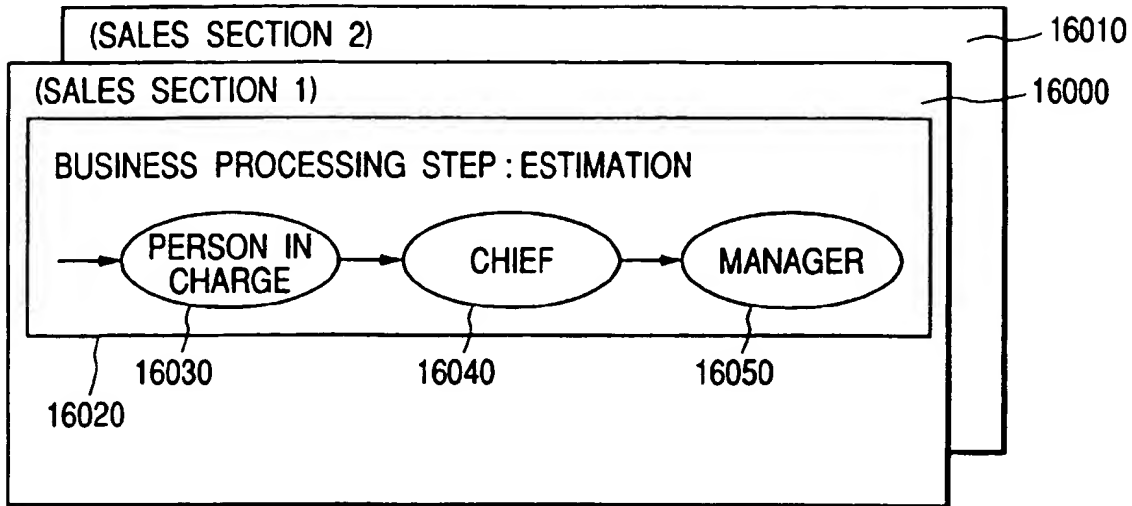 (SALES SECTION 2)
16010
(SALES SECTION 1)
16000
BUSINESS PROCESSING STEP : ESTIMATION
PERSON IN
CHARGE
CHIEF
MANAGER
16030
16040
16050
16020